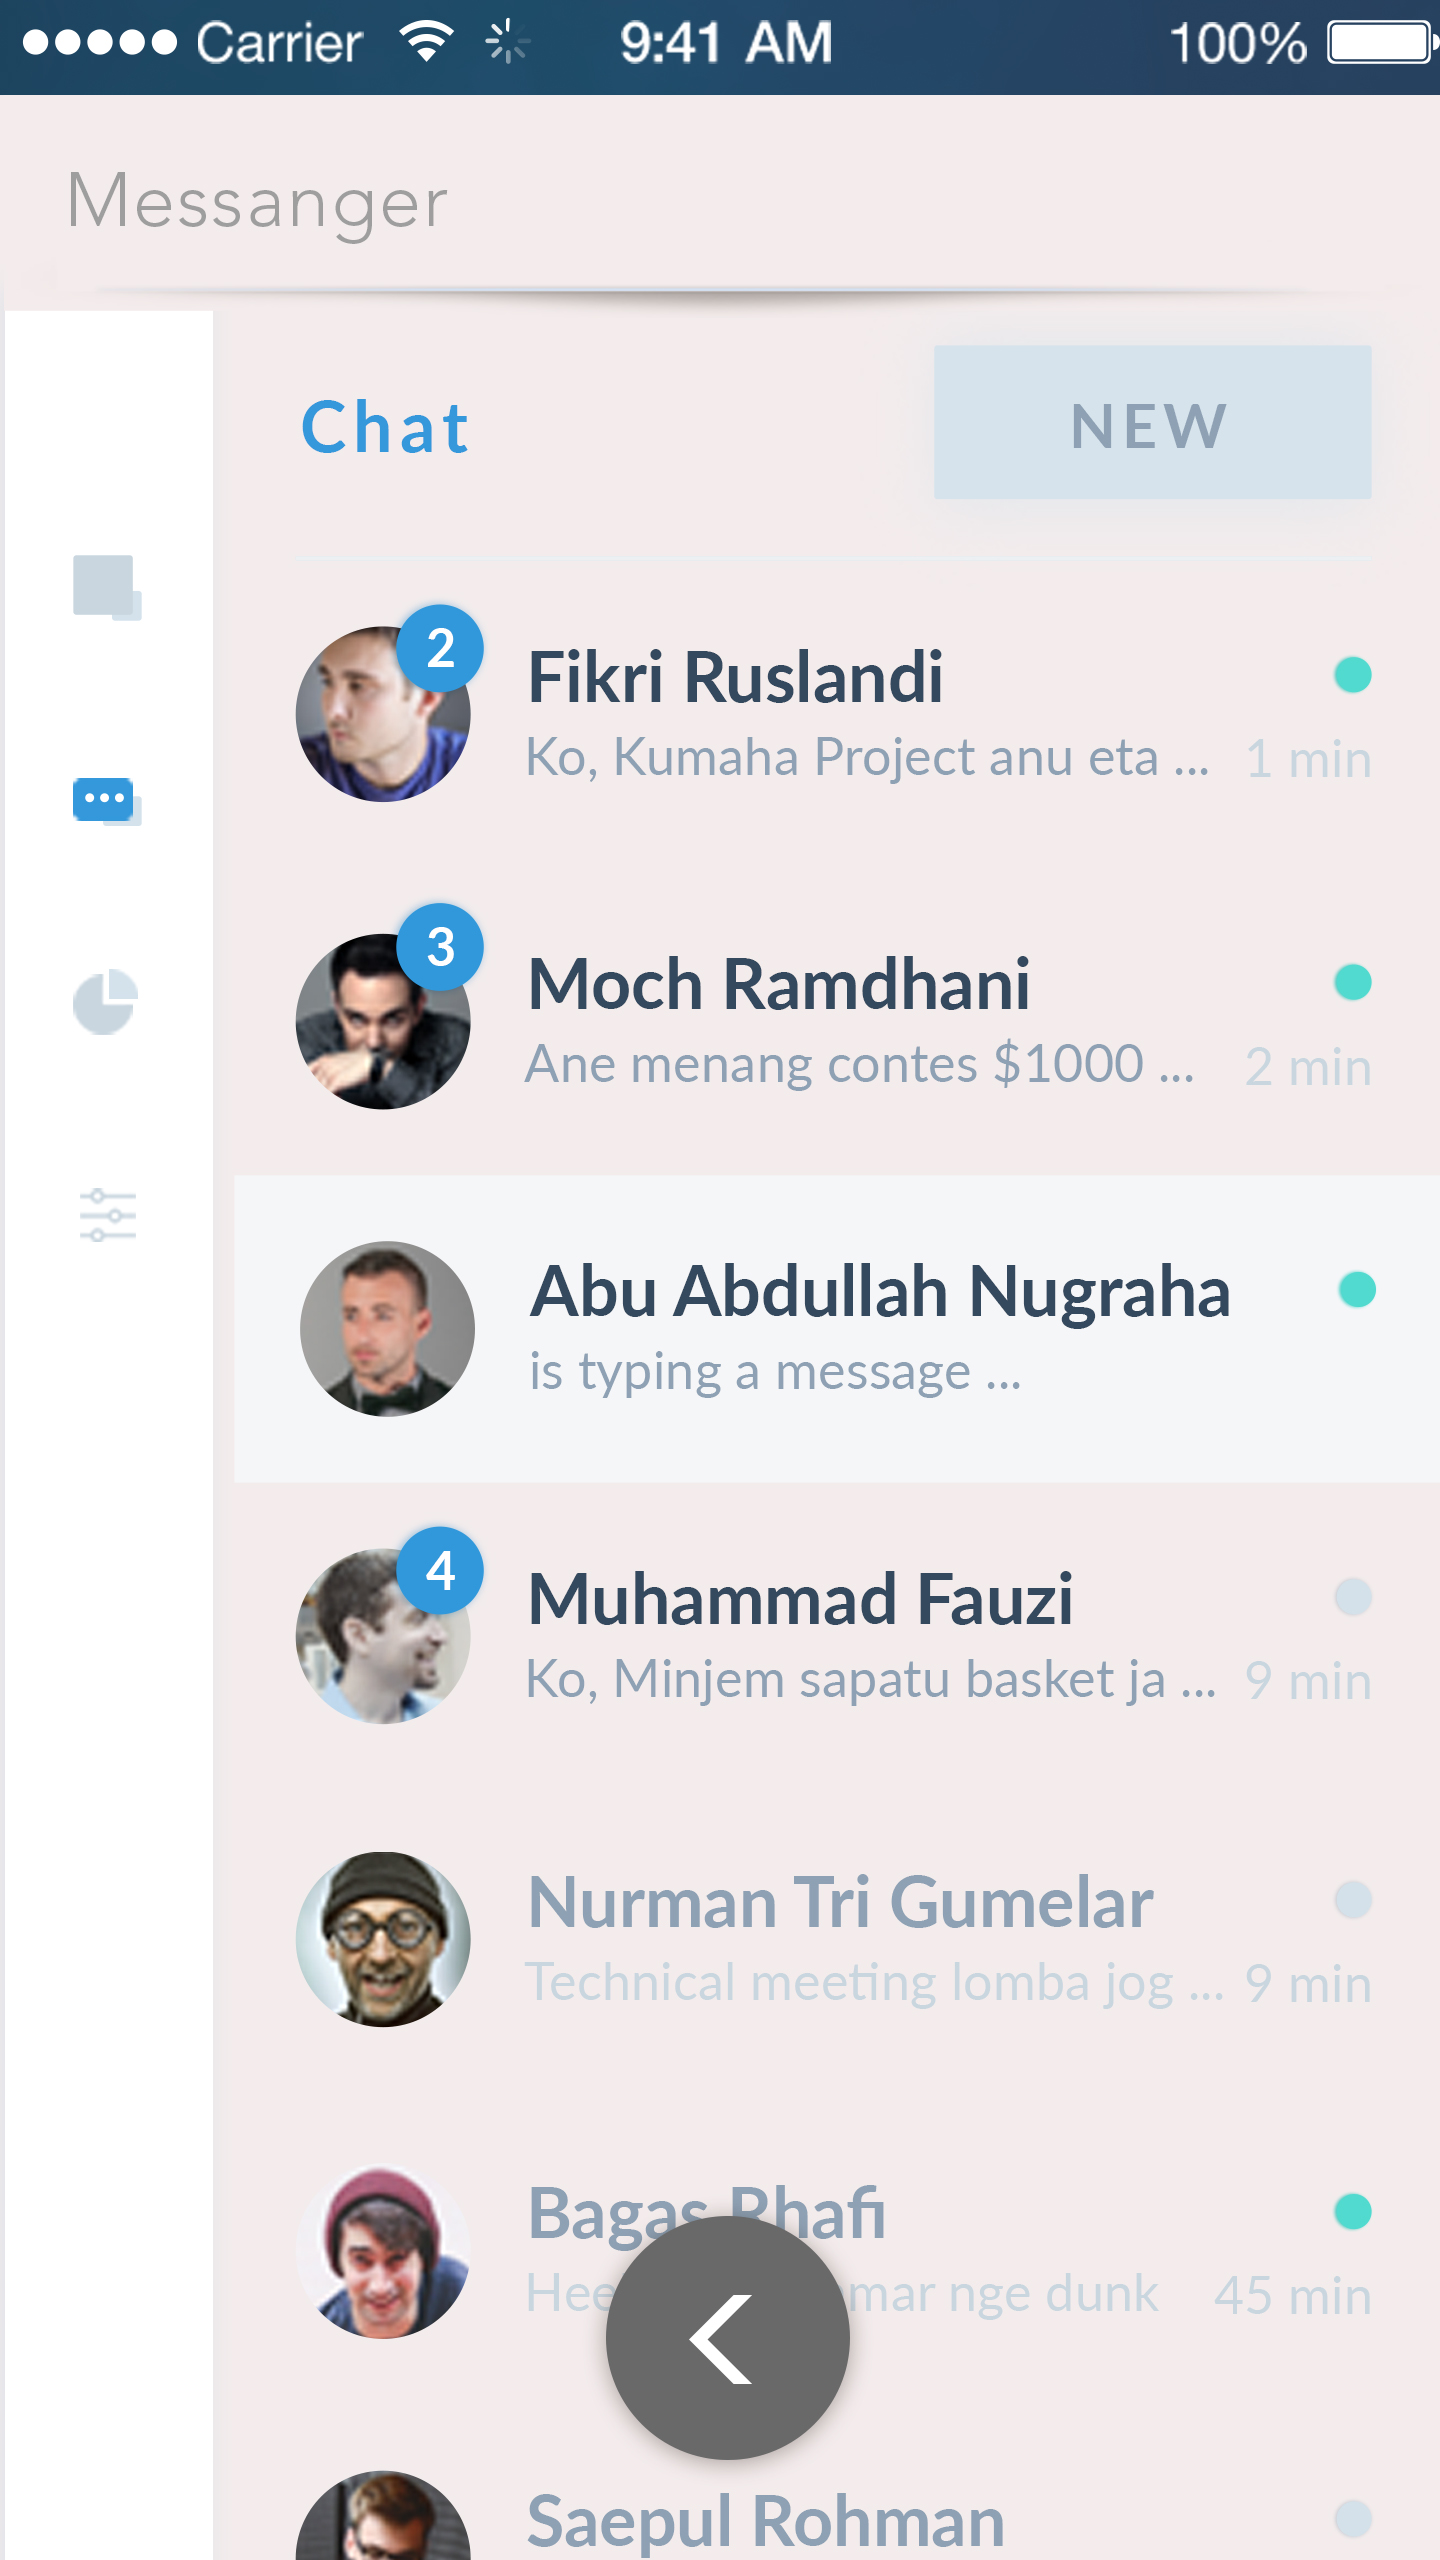 Carrier 9:41 AM 100%
Messanger
Chat NEW
2
Fikri Ruslandi
Ko, Kumaha Project anu eta ... 1 min
3
Moch Ramdhani
Ane menang contes $1000 ... 2 min
Abu Abdullah Nugraha
is typing a message ...
4
Muhammad Fauzi
Ko, Minjem sapatu basket ja ... 9 min
Nurman Tri Gumelar
Technical meeting lomba jog ... 9 min
Bagas Rhafi
nge dunk 45 min
Saepul Rohman